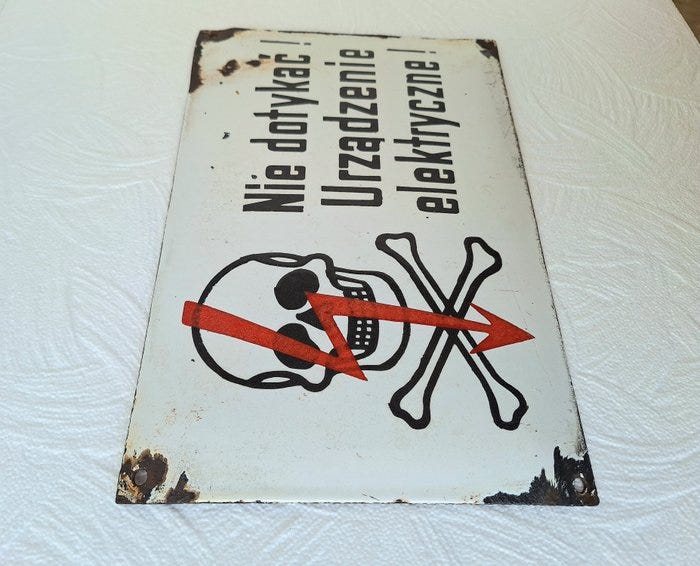 Nie dotykać !
Urządzenie
elektryczne !